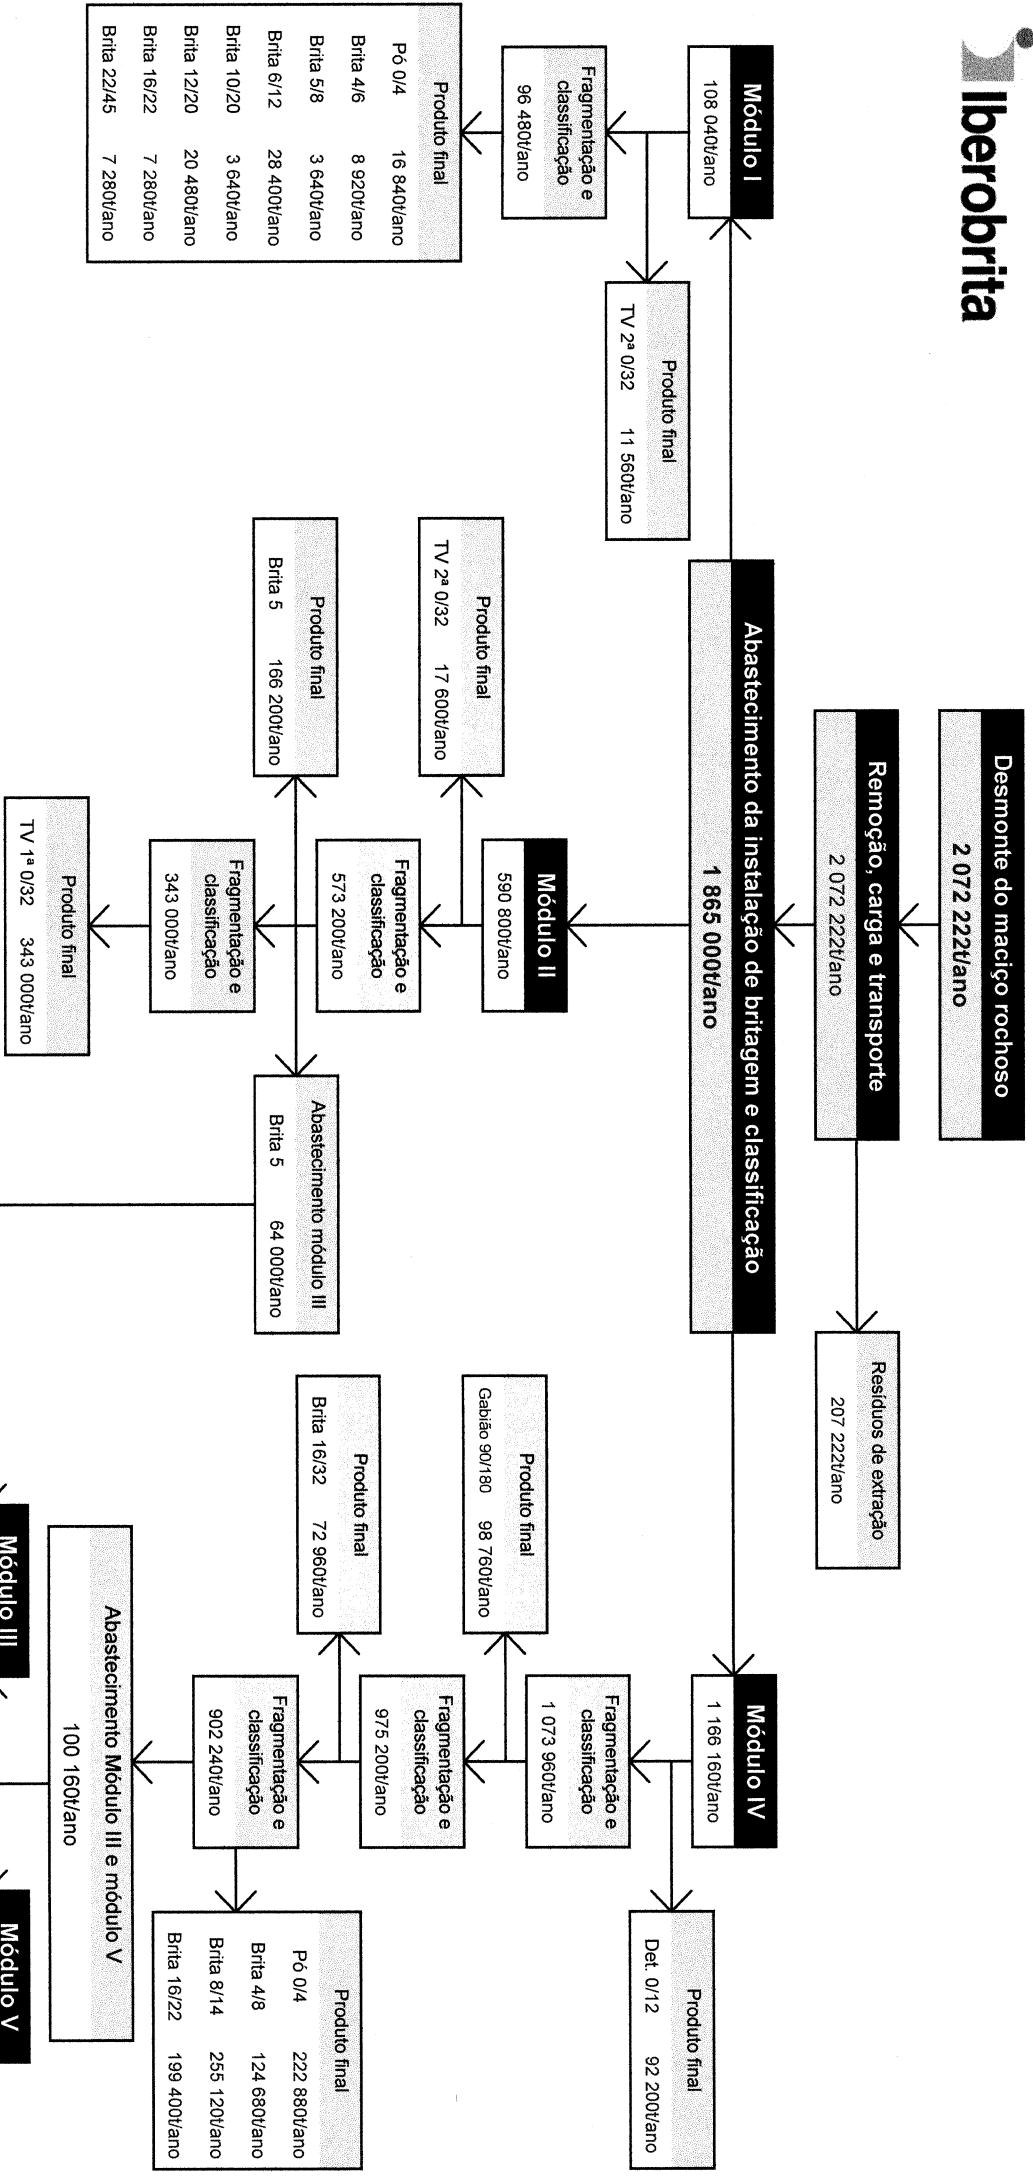 Iberobrita
Desmonte do maciço rochoso
2 072 222t/ano
Remoção, carga e transporte
2 072 222t/ano
Resíduos de extração
207 222t/ano
Abastecimento da instalação de britagem e classificação
1 865 000t/ano
Módulo I
108 040t/ano
Produto final
TV 2ª 0/32 11 560t/ano
Fragmentação e
classificação
96 480t/ano
Produto final
Pó 0/4 16 840t/ano
Brita 4/6 8 920t/ano
Brita 5/8 3 640t/ano
Brita 6/12 28 400t/ano
Brita 10/20 3 640t/ano
Brita 12/20 20 480t/ano
Brita 16/22 7 280t/ano
Brita 22/45 7 280t/ano
Módulo II
590 800t/ano
Produto final
TV 2ª 0/32 17 600t/ano
Fragmentação e
classificação
573 200t/ano
Produto final
Brita 5 166 200t/ano
Abastecimento módulo III
Brita 5 64 000t/ano
Fragmentação e
classificação
343 000t/ano
Produto final
TV 1ª 0/32 343 000t/ano
Módulo IV
1 166 160t/ano
Produto final
Det. 0/12 92 200t/ano
Fragmentação e
classificação
1 073 960t/ano
Produto final
Gabião 90/180 98 760t/ano
Fragmentação e
classificação
975 200t/ano
Produto final
Brita 16/32 72 960t/ano
Fragmentação e
classificação
902 240t/ano
Produto final
Pó 0/4 222 880t/ano
Brita 4/8 124 680t/ano
Brita 8/14 255 120t/ano
Brita 16/22 199 400t/ano
Abastecimento Módulo III e módulo V
100 160t/ano
Módulo III
Módulo V